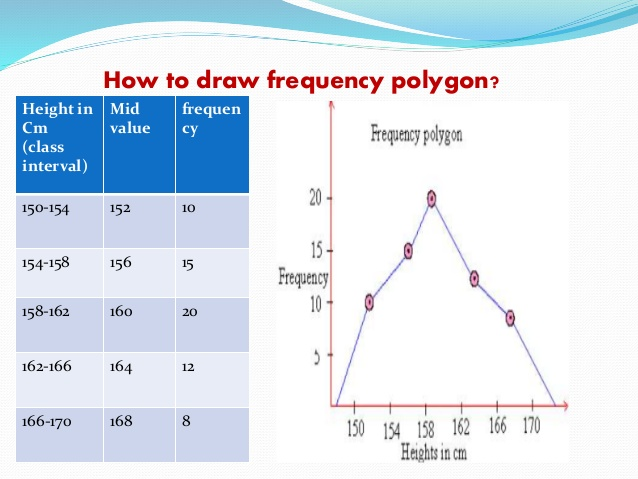 How to draw frequency polygon?
Height in
Cm
(class
interval)
Mid
value
frequen
cy
150-154 152 10
154-158 156 15
158-162 160 20
162-166 164 12
166-170 168 8
Frequency polygon
20
15
Frequency
10
5
150 154 158 162 166 170
Heights in cm